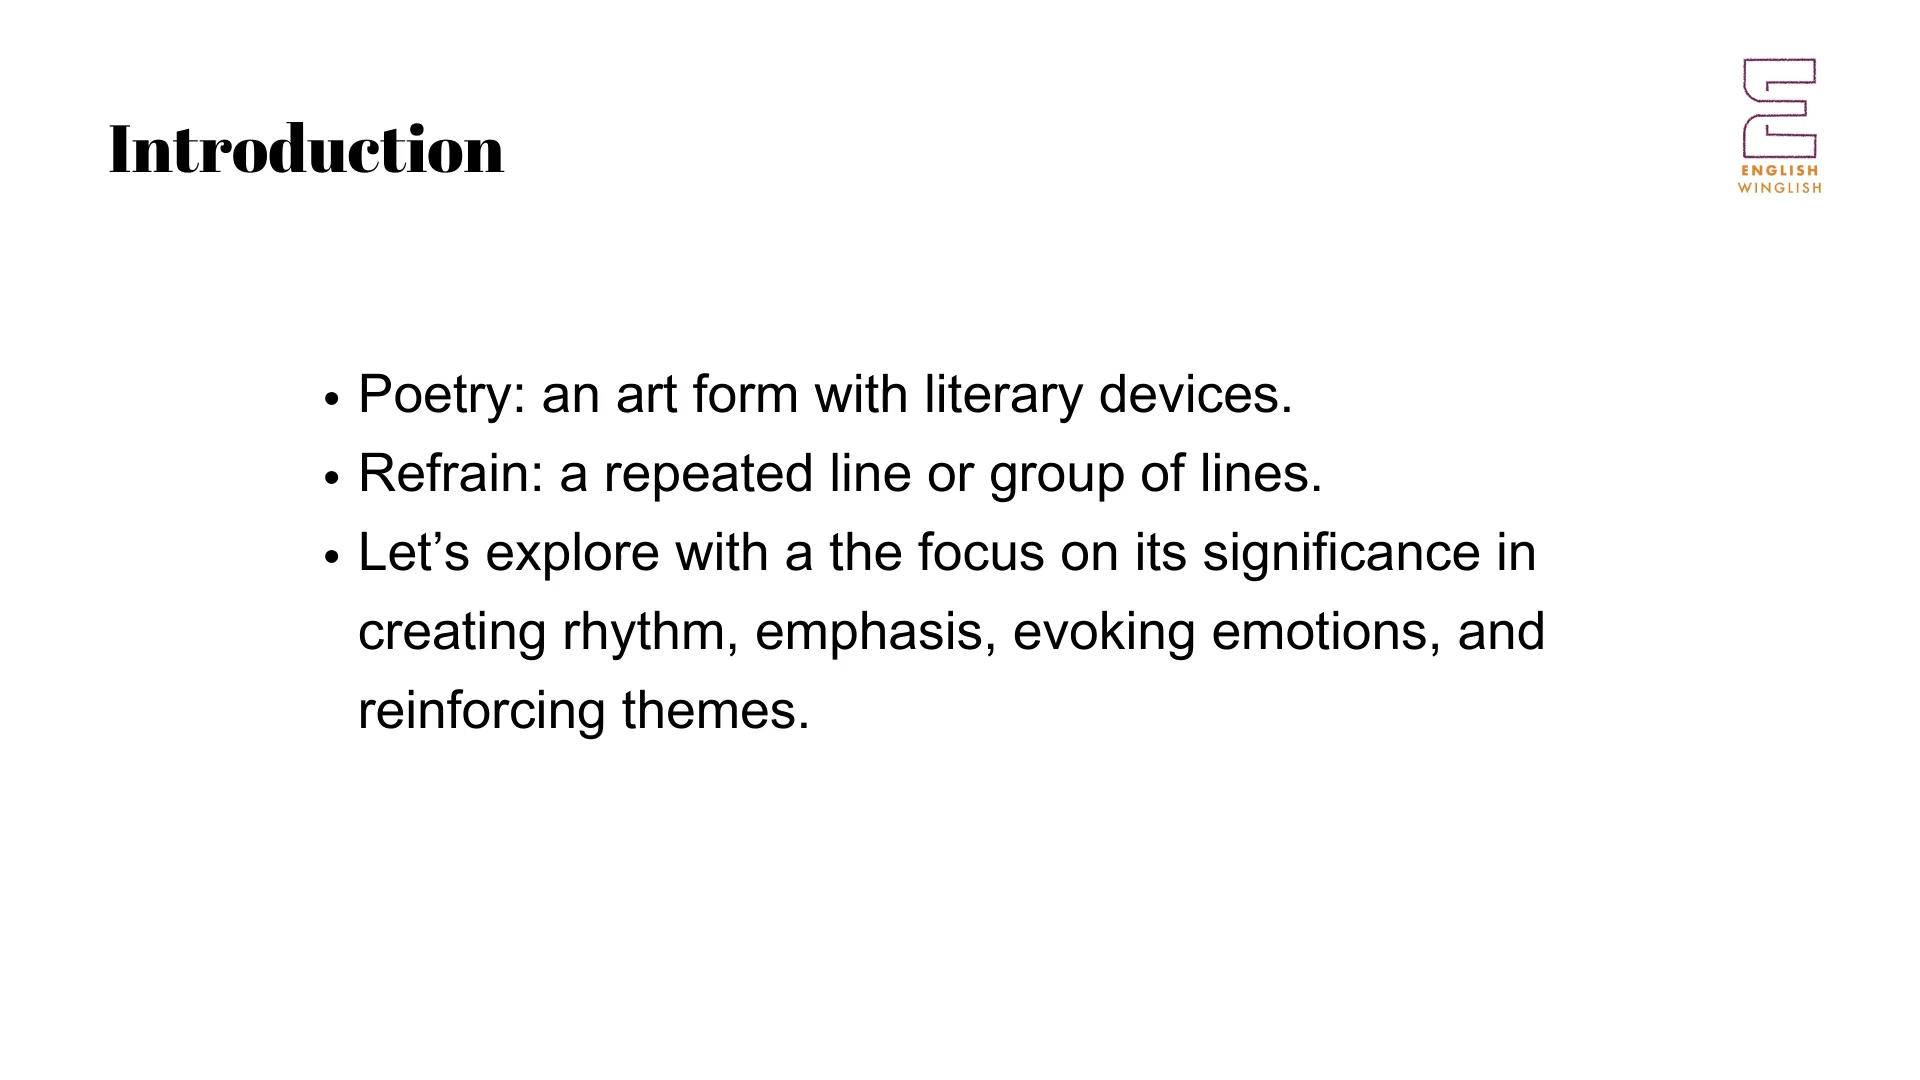 Introduction
ENGLISH
WINGLISH
• Poetry: an art form with literary devices.
• Refrain: a repeated line or group of lines.
• Let’s explore with a the focus on its significance in
creating rhythm, emphasis, evoking emotions, and
reinforcing themes.